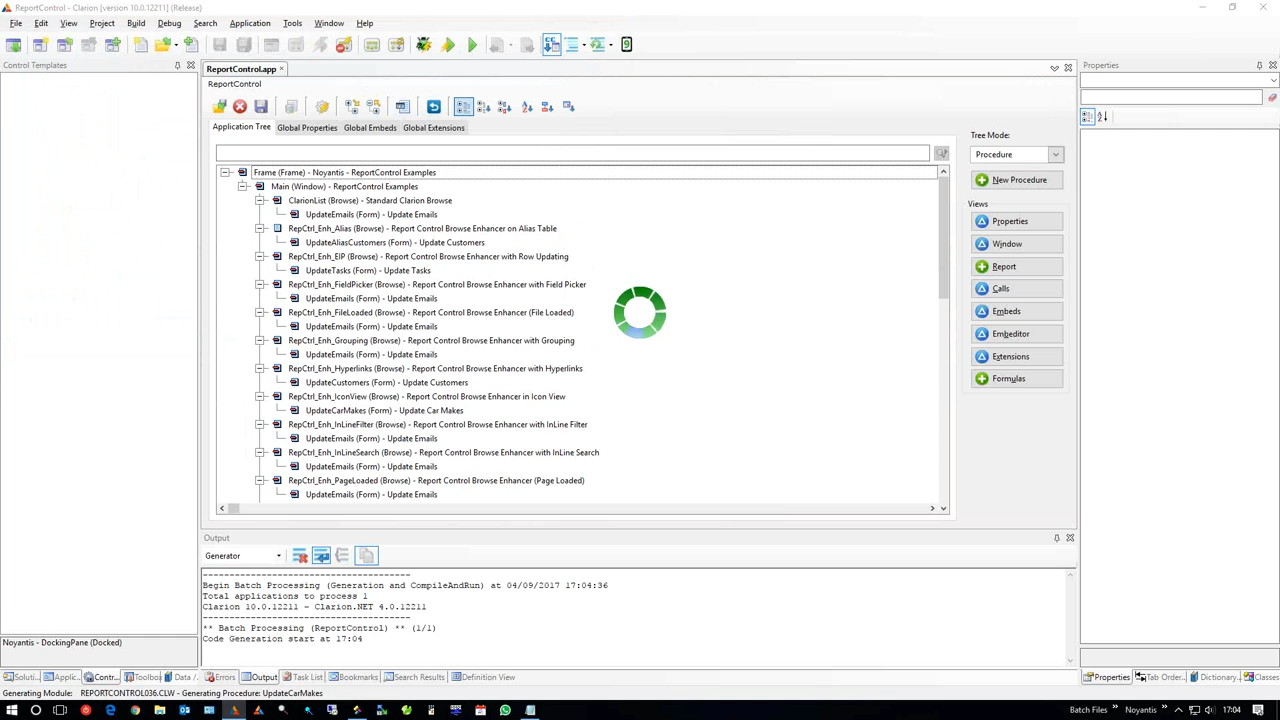 ReportControl - Clarion [version 10.0.12211] (Release)
File Edit View Project Build Debug Search Application Tools Window Help
Control Templates
ReportControl.app
Properties
ReportControl
Application Tree Global Properties Global Embeds Global Extensions
Tree Mode:
Procedure
New Procedure
Views
Properties
Window
Report
Calls
Embeds
Embeditor
Extensions
Formulas
Frame (Frame) - Noyantis - ReportControl Examples
Main (Window) - ReportControl Examples
ClarionList (Browse) - Standard Clarion Browse
UpdateEmails (Form) - Update Emails
RepCtrl_Enh_Alias (Browse) - Report Control Browse Enhancer on Alias Table
UpdateAliasCustomers (Form) - Update Customers
RepCtrl_Enh_EIP (Browse) - Report Control Browse Enhancer with Row Updating
UpdateTasks (Form) - Update Tasks
RepCtrl_Enh_FieldPicker (Browse) - Report Control Browse Enhancer with Field Picker
UpdateEmails (Form) - Update Emails
RepCtrl_Enh_FileLoaded (Browse) - Report Control Browse Enhancer (File Loaded)
UpdateEmails (Form) - Update Emails
RepCtrl_Enh_Grouping (Browse) - Report Control Browse Enhancer with Grouping
UpdateEmails (Form) - Update Emails
RepCtrl_Enh_Hyperlinks (Browse) - Report Control Browse Enhancer with Hyperlinks
UpdateCustomers (Form) - Update Customers
RepCtrl_Enh_IconView (Browse) - Report Control Browse Enhancer in Icon View
UpdateCarMakes (Form) - Update Car Makes
RepCtrl_Enh_InLineFilter (Browse) - Report Control Browse Enhancer with InLine Filter
UpdateEmails (Form) - Update Emails
RepCtrl_Enh_InLineSearch (Browse) - Report Control Browse Enhancer with InLine Search
UpdateEmails (Form) - Update Emails
RepCtrl_Enh_PageLoaded (Browse) - Report Control Browse Enhancer (Page Loaded)
UpdateEmails (Form) - Update Emails
Output
Generator
------------------------------------
Begin Batch Processing (Generation and CompileAndRun) at 04/09/2017 17:04:36
Total applications to process 1
Clarion 10.0.12211 - Clarion.NET 4.0.12211
------------------------------------
** Batch Processing (ReportControl) ** (1/1)
Code Generation start at 17:04
Noyantis - DockingPane (Docked)
Soluti... Applic... Contr... Toolbox Data / Errors Output Task List Bookmarks Search Results Definition View Properties Tab Order... Dictionary... Classes
Generating Module: REPORTCONTROL036.CLW - Generating Procedure: UpdateCarMakes
Batch Files Noyantis 17:04